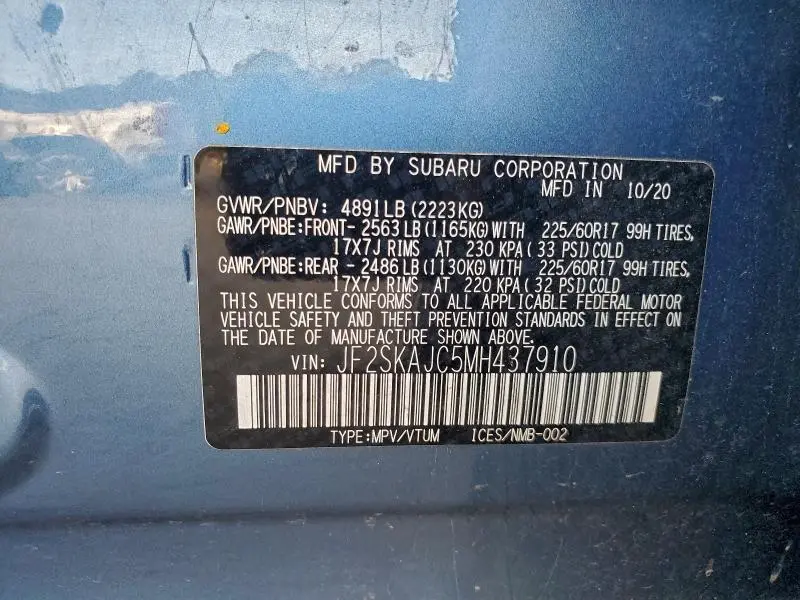 MFD BY SUBARU CORPORATION
MFD IN 10/20
GVWR/PNBV: 4891LB (2223KG)
GAWR/PNBE:FRONT- 2563 LB (1165KG) WITH 225/60R17 99H TIRES,
17X7J RIMS AT 230 KPA ( 33 PSI) COLD
GAWR/PNBE:REAR - 2486 LB (1130KG) WITH 225/60R17 99H TIRES,
17X7J RIMS AT 220 KPA ( 32 PSI) COLD
THIS VEHICLE CONFORMS TO ALL APPLICABLE FEDERAL MOTOR
VEHICLE SAFETY AND THEFT PREVENTION STANDARDS IN EFFECT ON
THE DATE OF MANUFACTURE SHOWN ABOVE.
VIN: JF2SKAJC5MH437910
TYPE:MPV/VTUM ICES/NMB-002